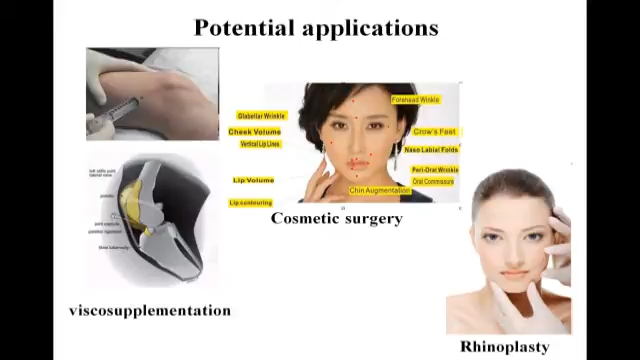 Potential applications
Forehead Wrinkle
Glabellar Wrinkle
Cheek Volume
Crow's Feet
Vertical Lip Lines
Naso Labial Folds
Peri-Oral Wrinkle
Lip Volume
Oral Commissure
Chin Augmentation
Lip contouring
Cosmetic surgery
viscosupplementation
Rhinoplasty